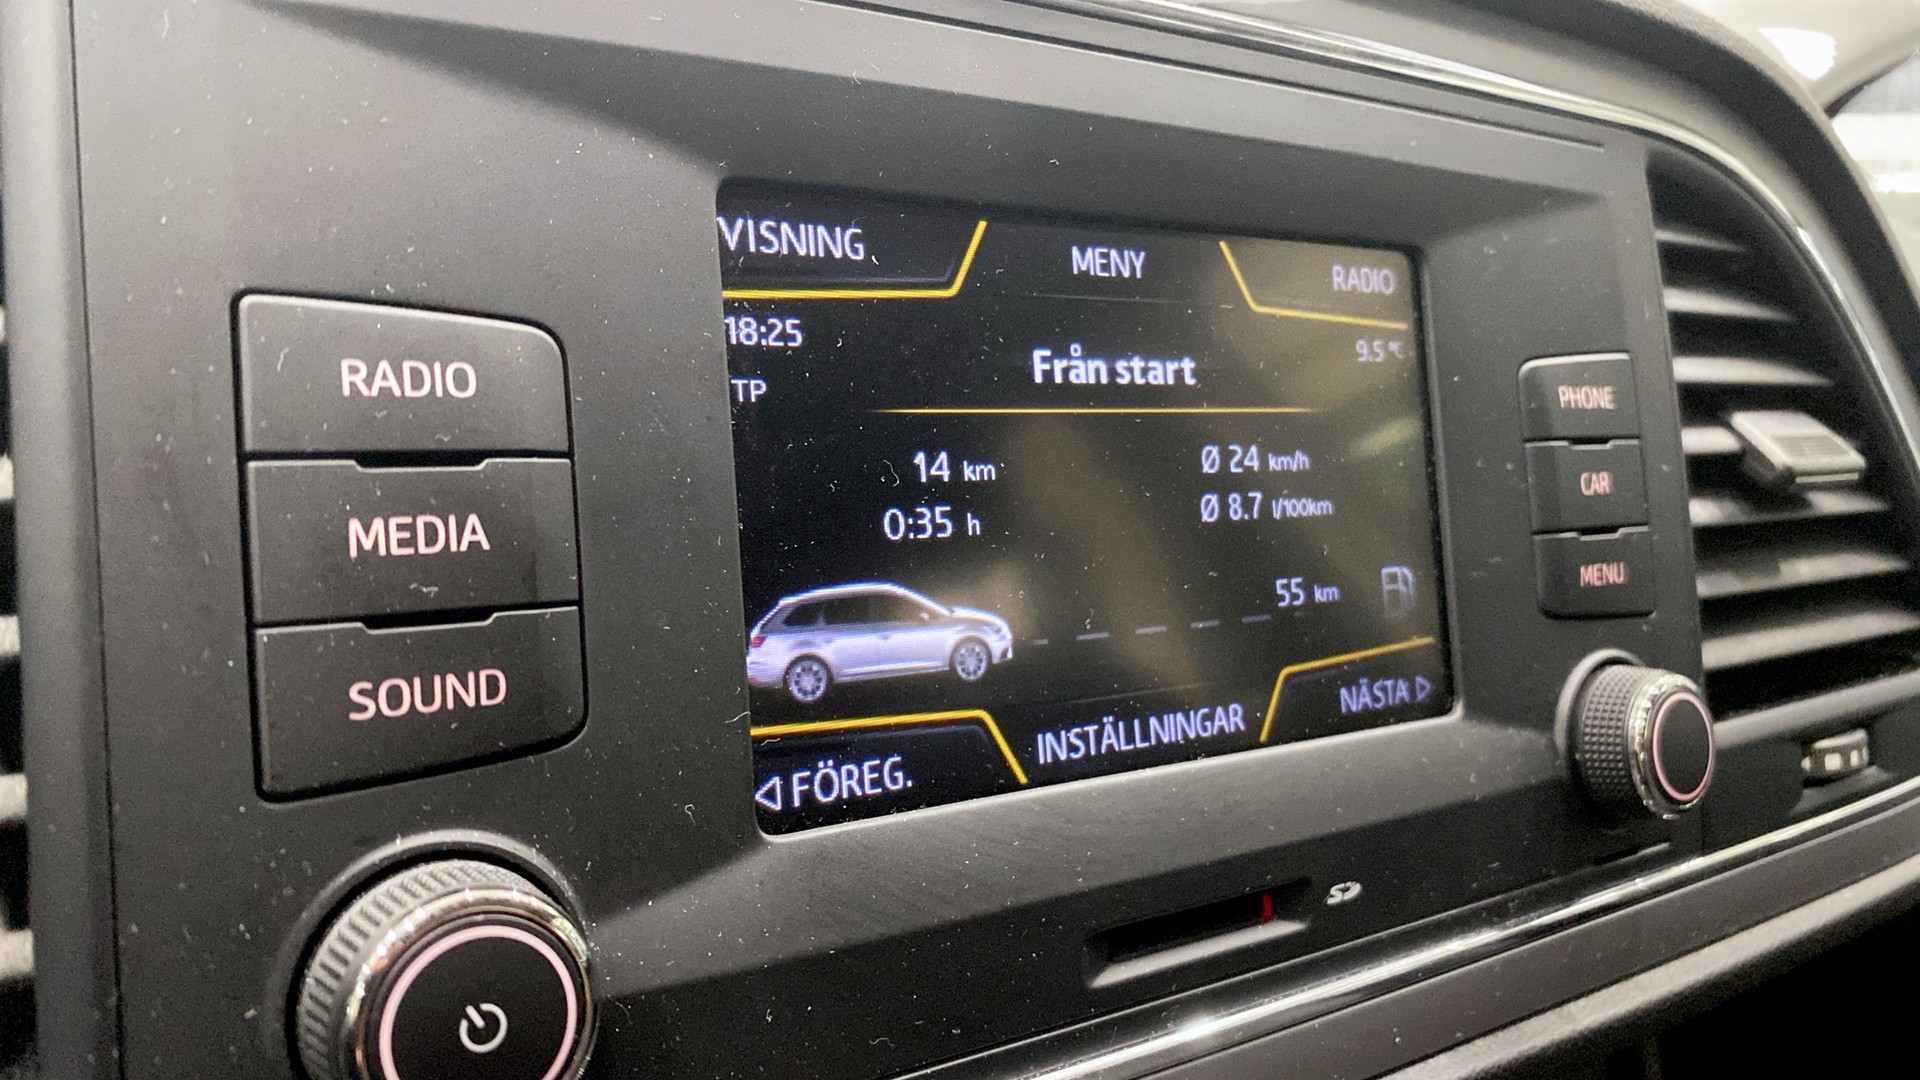 VISNING
MENY
RADIO
18:25
9.5 °C
TP
Från start
14 km
Ø 24 km/h
0:35 h
Ø 8.7 l/100km
55 km
◁ FÖREG.
INSTÄLLNINGAR
NÄSTA ▷
RADIO
MEDIA
SOUND
PHONE
CAR
MENU
SD